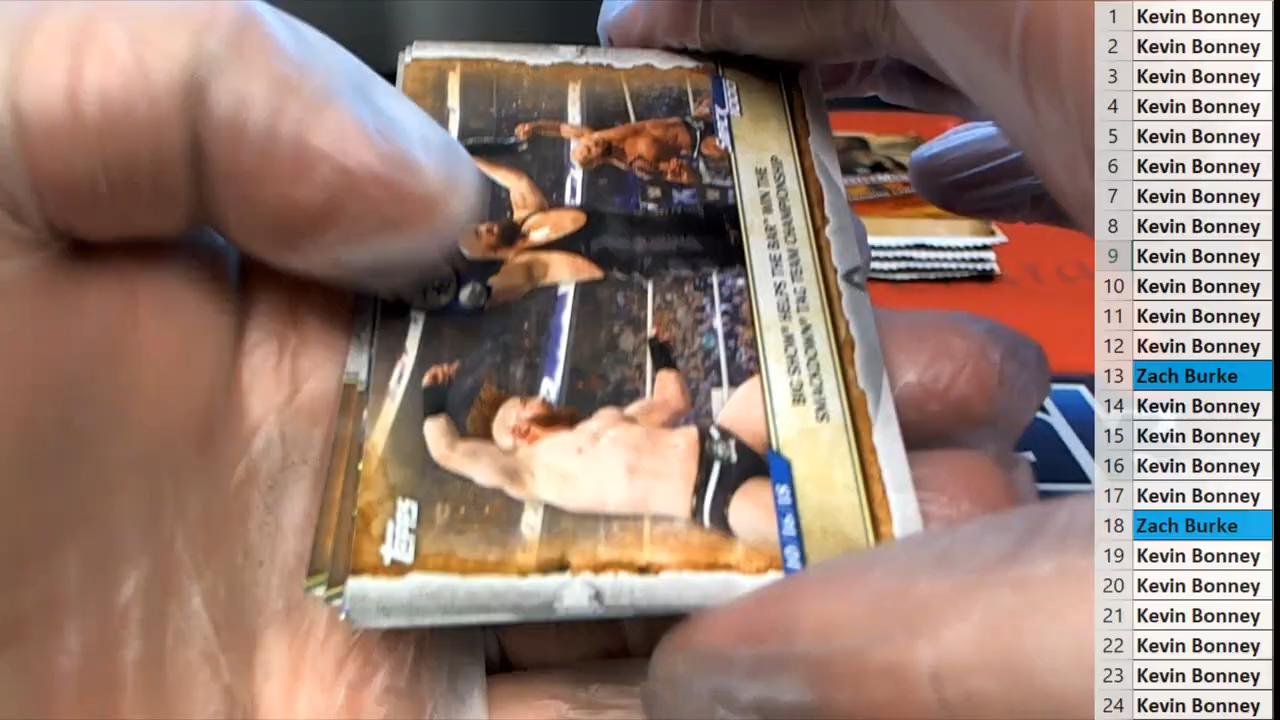 Topps
BIG SHOW® HELPS THE BAR™ WIN THE
SMACKDOWN® TAG TEAM CHAMPIONSHIP
1 Kevin Bonney
2 Kevin Bonney
3 Kevin Bonney
4 Kevin Bonney
5 Kevin Bonney
6 Kevin Bonney
7 Kevin Bonney
8 Kevin Bonney
9 Kevin Bonney
10 Kevin Bonney
11 Kevin Bonney
12 Kevin Bonney
13 Zach Burke
14 Kevin Bonney
15 Kevin Bonney
16 Kevin Bonney
17 Kevin Bonney
18 Zach Burke
19 Kevin Bonney
20 Kevin Bonney
21 Kevin Bonney
22 Kevin Bonney
23 Kevin Bonney
24 Kevin Bonney